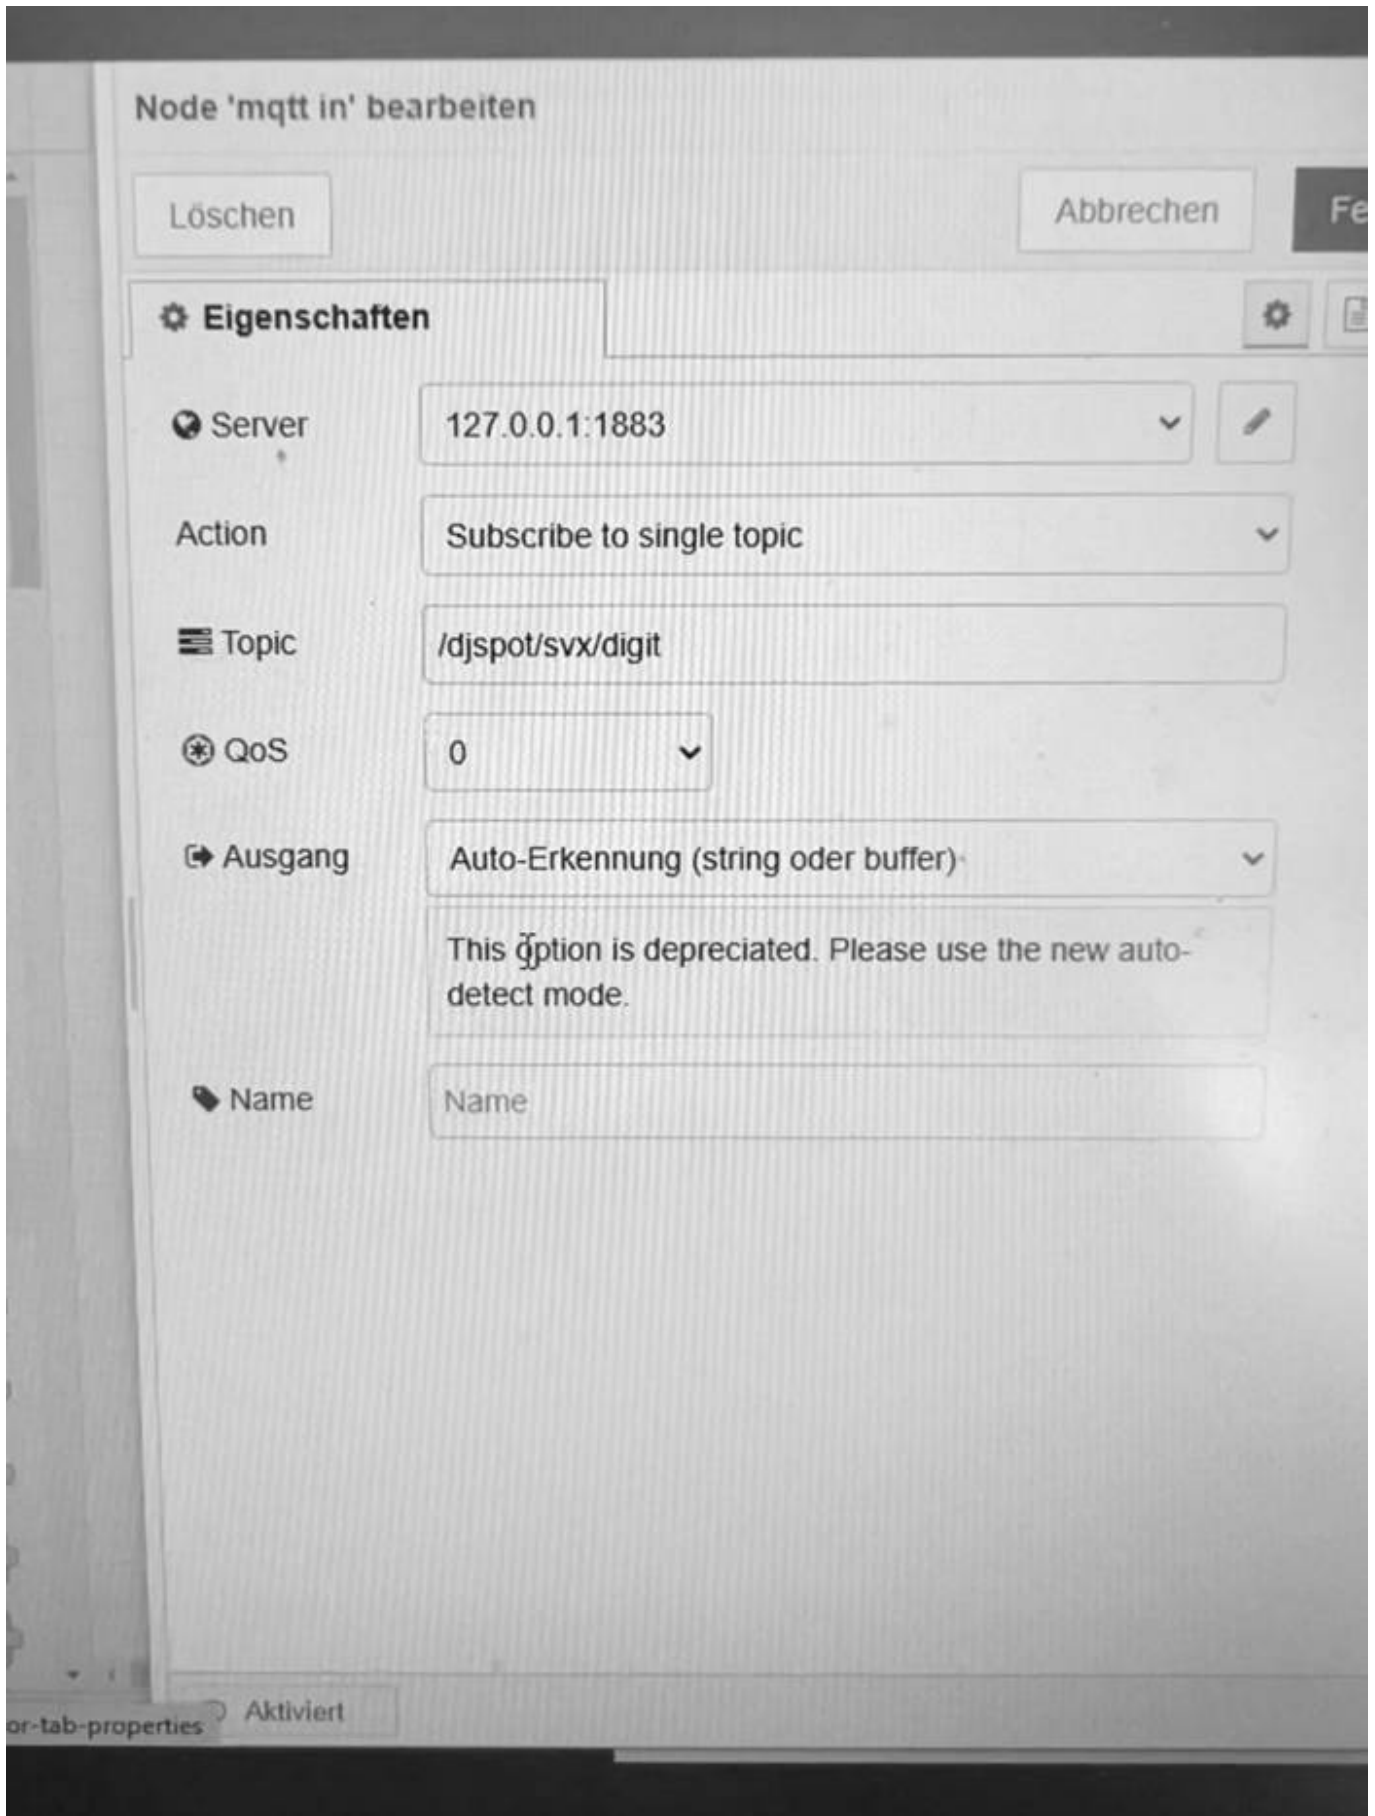 Node 'mqtt in' bearbeiten
Löschen
Abbrechen
Fe
Eigenschaften
Server
127.0.0.1:1883
Action
Subscribe to single topic
Topic
/djspot/svx/digit
QoS
0
Ausgang
Auto-Erkennung (string oder buffer)
This option is depreciated. Please use the new auto-
detect mode.
Name
Name
Aktiviert
or-tab-properties